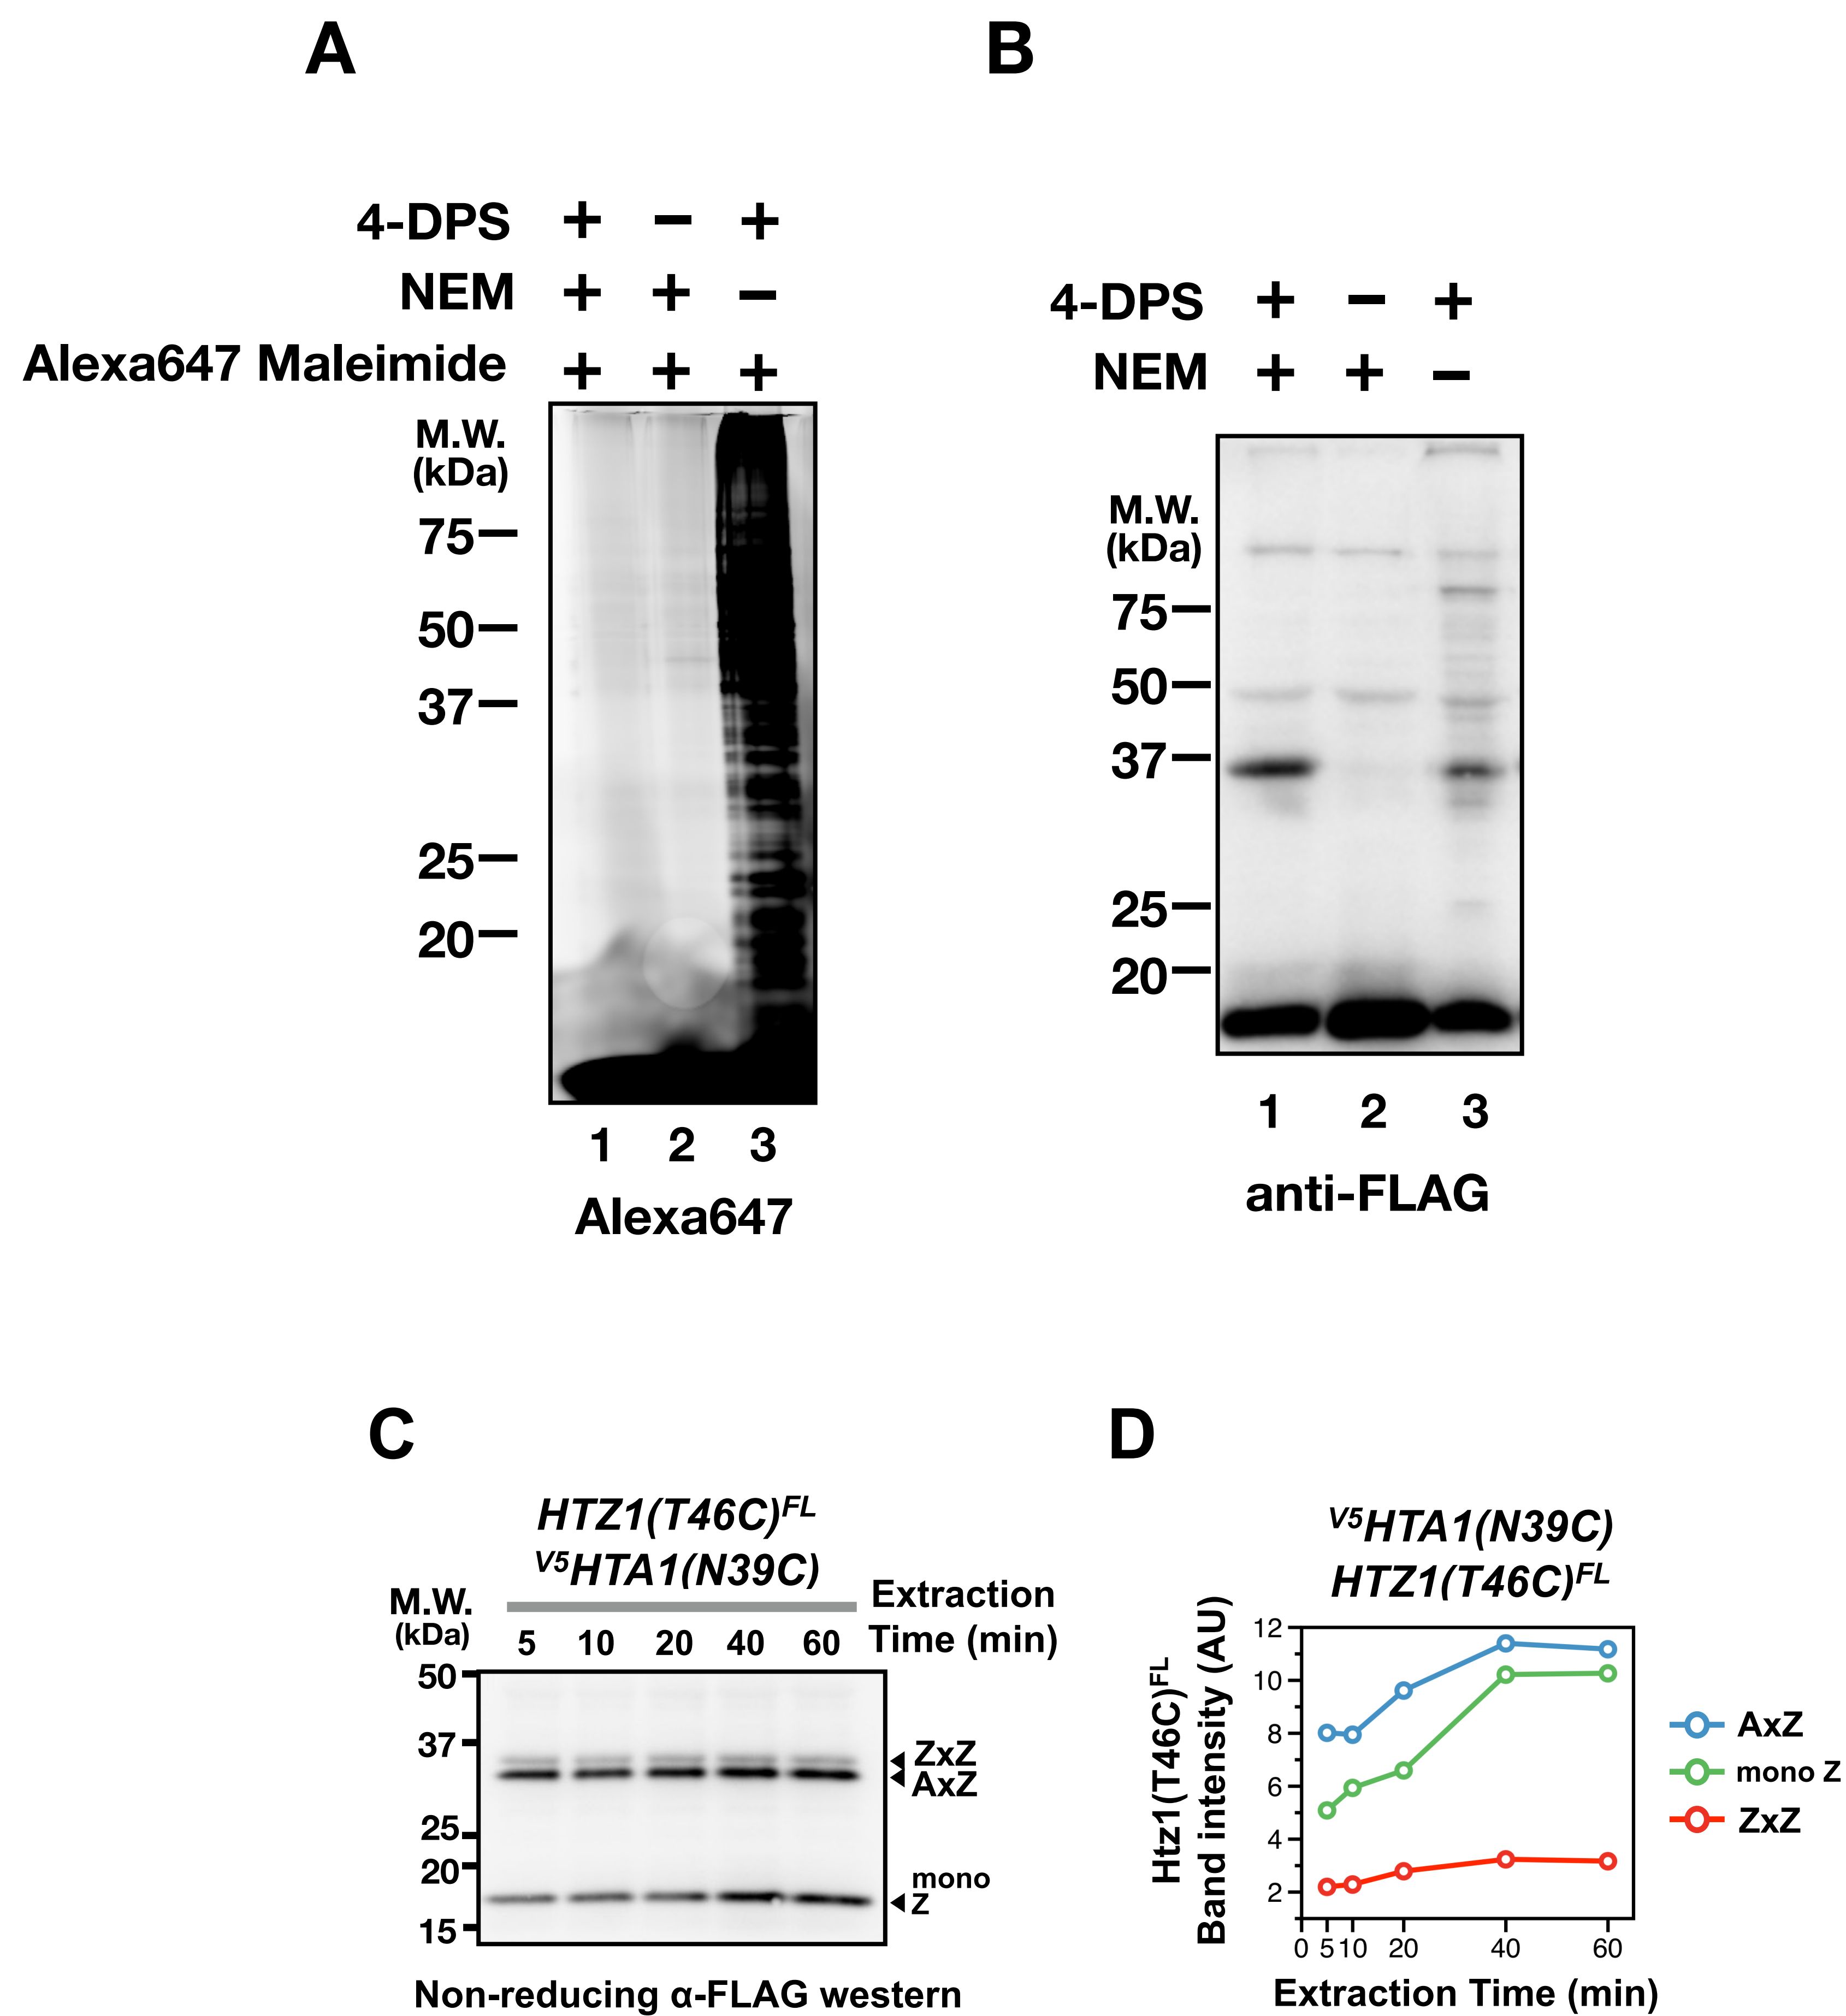 A
4-DPS + − +
NEM + + −
Alexa647 Maleimide + + +
M.W.
(kDa)
75
50
37
25
20
1 2 3
Alexa647
B
4-DPS + − +
NEM + + −
M.W.
(kDa)
75
50
37
25
20
1 2 3
anti-FLAG
C
HTZ1(T46C)FL
V5HTA1(N39C)
M.W.
(kDa)
5 10 20 40 60
Extraction
Time (min)
50
37
25
20
15
ZxZ
AxZ
mono
Z
Non-reducing α-FLAG western
D
V5HTA1(N39C)
HTZ1(T46C)FL
Htz1(T46C)FL
Band intensity (AU)
12
10
8
6
4
2
0 5 10 20 40 60
Extraction Time (min)
AxZ
mono Z
ZxZ